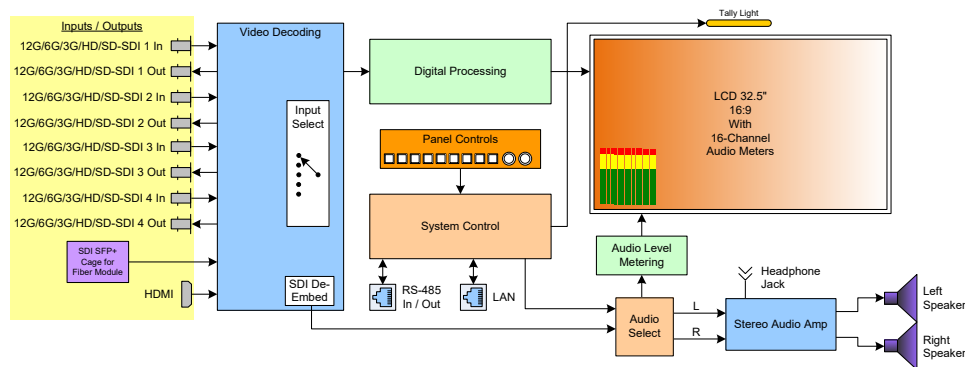 Inputs / Outputs
12G/6G/3G/HD/SD-SDI 1 In
12G/6G/3G/HD/SD-SDI 1 Out
12G/6G/3G/HD/SD-SDI 2 In
12G/6G/3G/HD/SD-SDI 2 Out
12G/6G/3G/HD/SD-SDI 3 In
12G/6G/3G/HD/SD-SDI 3 Out
12G/6G/3G/HD/SD-SDI 4 In
12G/6G/3G/HD/SD-SDI 4 Out
SDI SFP+
Cage for
Fiber Module
HDMI
Video Decoding
Input
Select
SDI De-
Embed
Digital Processing
Panel Controls
System Control
RS-485
In / Out
LAN
Tally Light
LCD 32.5"
16:9
With
16-Channel
Audio Meters
Audio Level
Metering
Audio
Select
L
R
Headphone
Jack
Stereo Audio Amp
Left
Speaker
Right
Speaker